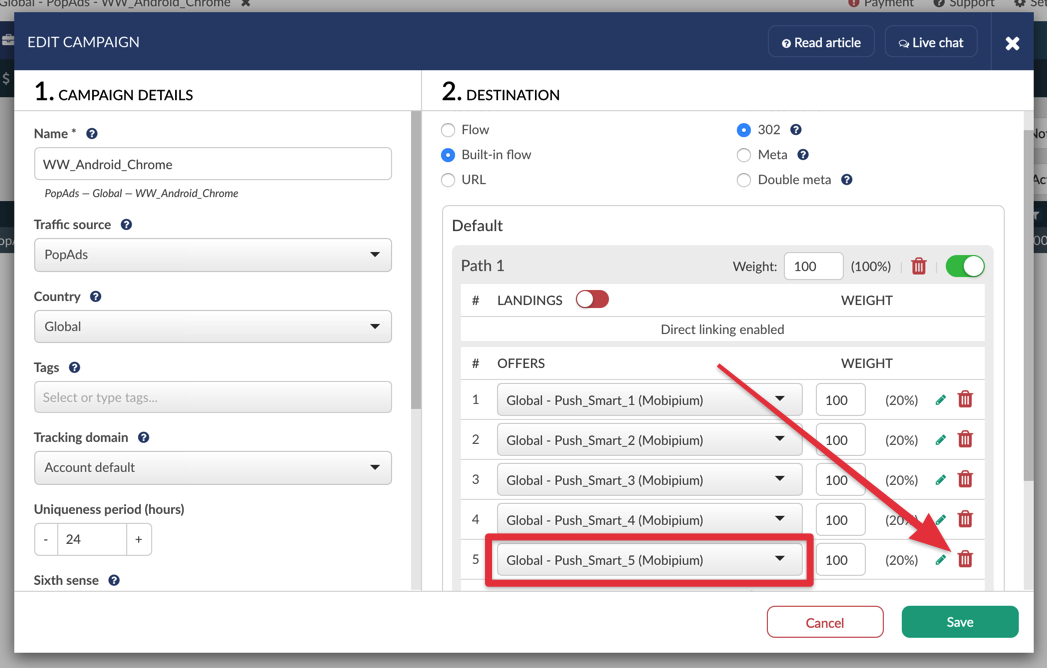 Global - PopAds - WW_Android_Chrome ✖
Payment Support
EDIT CAMPAIGN
Read article
Live chat
1. CAMPAIGN DETAILS
Name *
WW_Android_Chrome
PopAds — Global — WW_Android_Chrome
Traffic source
PopAds
Country
Global
Tags
Select or type tags...
Tracking domain
Account default
Uniqueness period (hours)
- 24 +
Sixth sense
2. DESTINATION
Flow
Built-in flow
URL
302
Meta
Double meta
Default
Path 1 Weight: 100 (100%)
# LANDINGS WEIGHT
Direct linking enabled
# OFFERS WEIGHT
1 Global - Push_Smart_1 (Mobipium) 100 (20%)
2 Global - Push_Smart_2 (Mobipium) 100 (20%)
3 Global - Push_Smart_3 (Mobipium) 100 (20%)
4 Global - Push_Smart_4 (Mobipium) 100 (20%)
5 Global - Push_Smart_5 (Mobipium) 100 (20%)
Cancel
Save